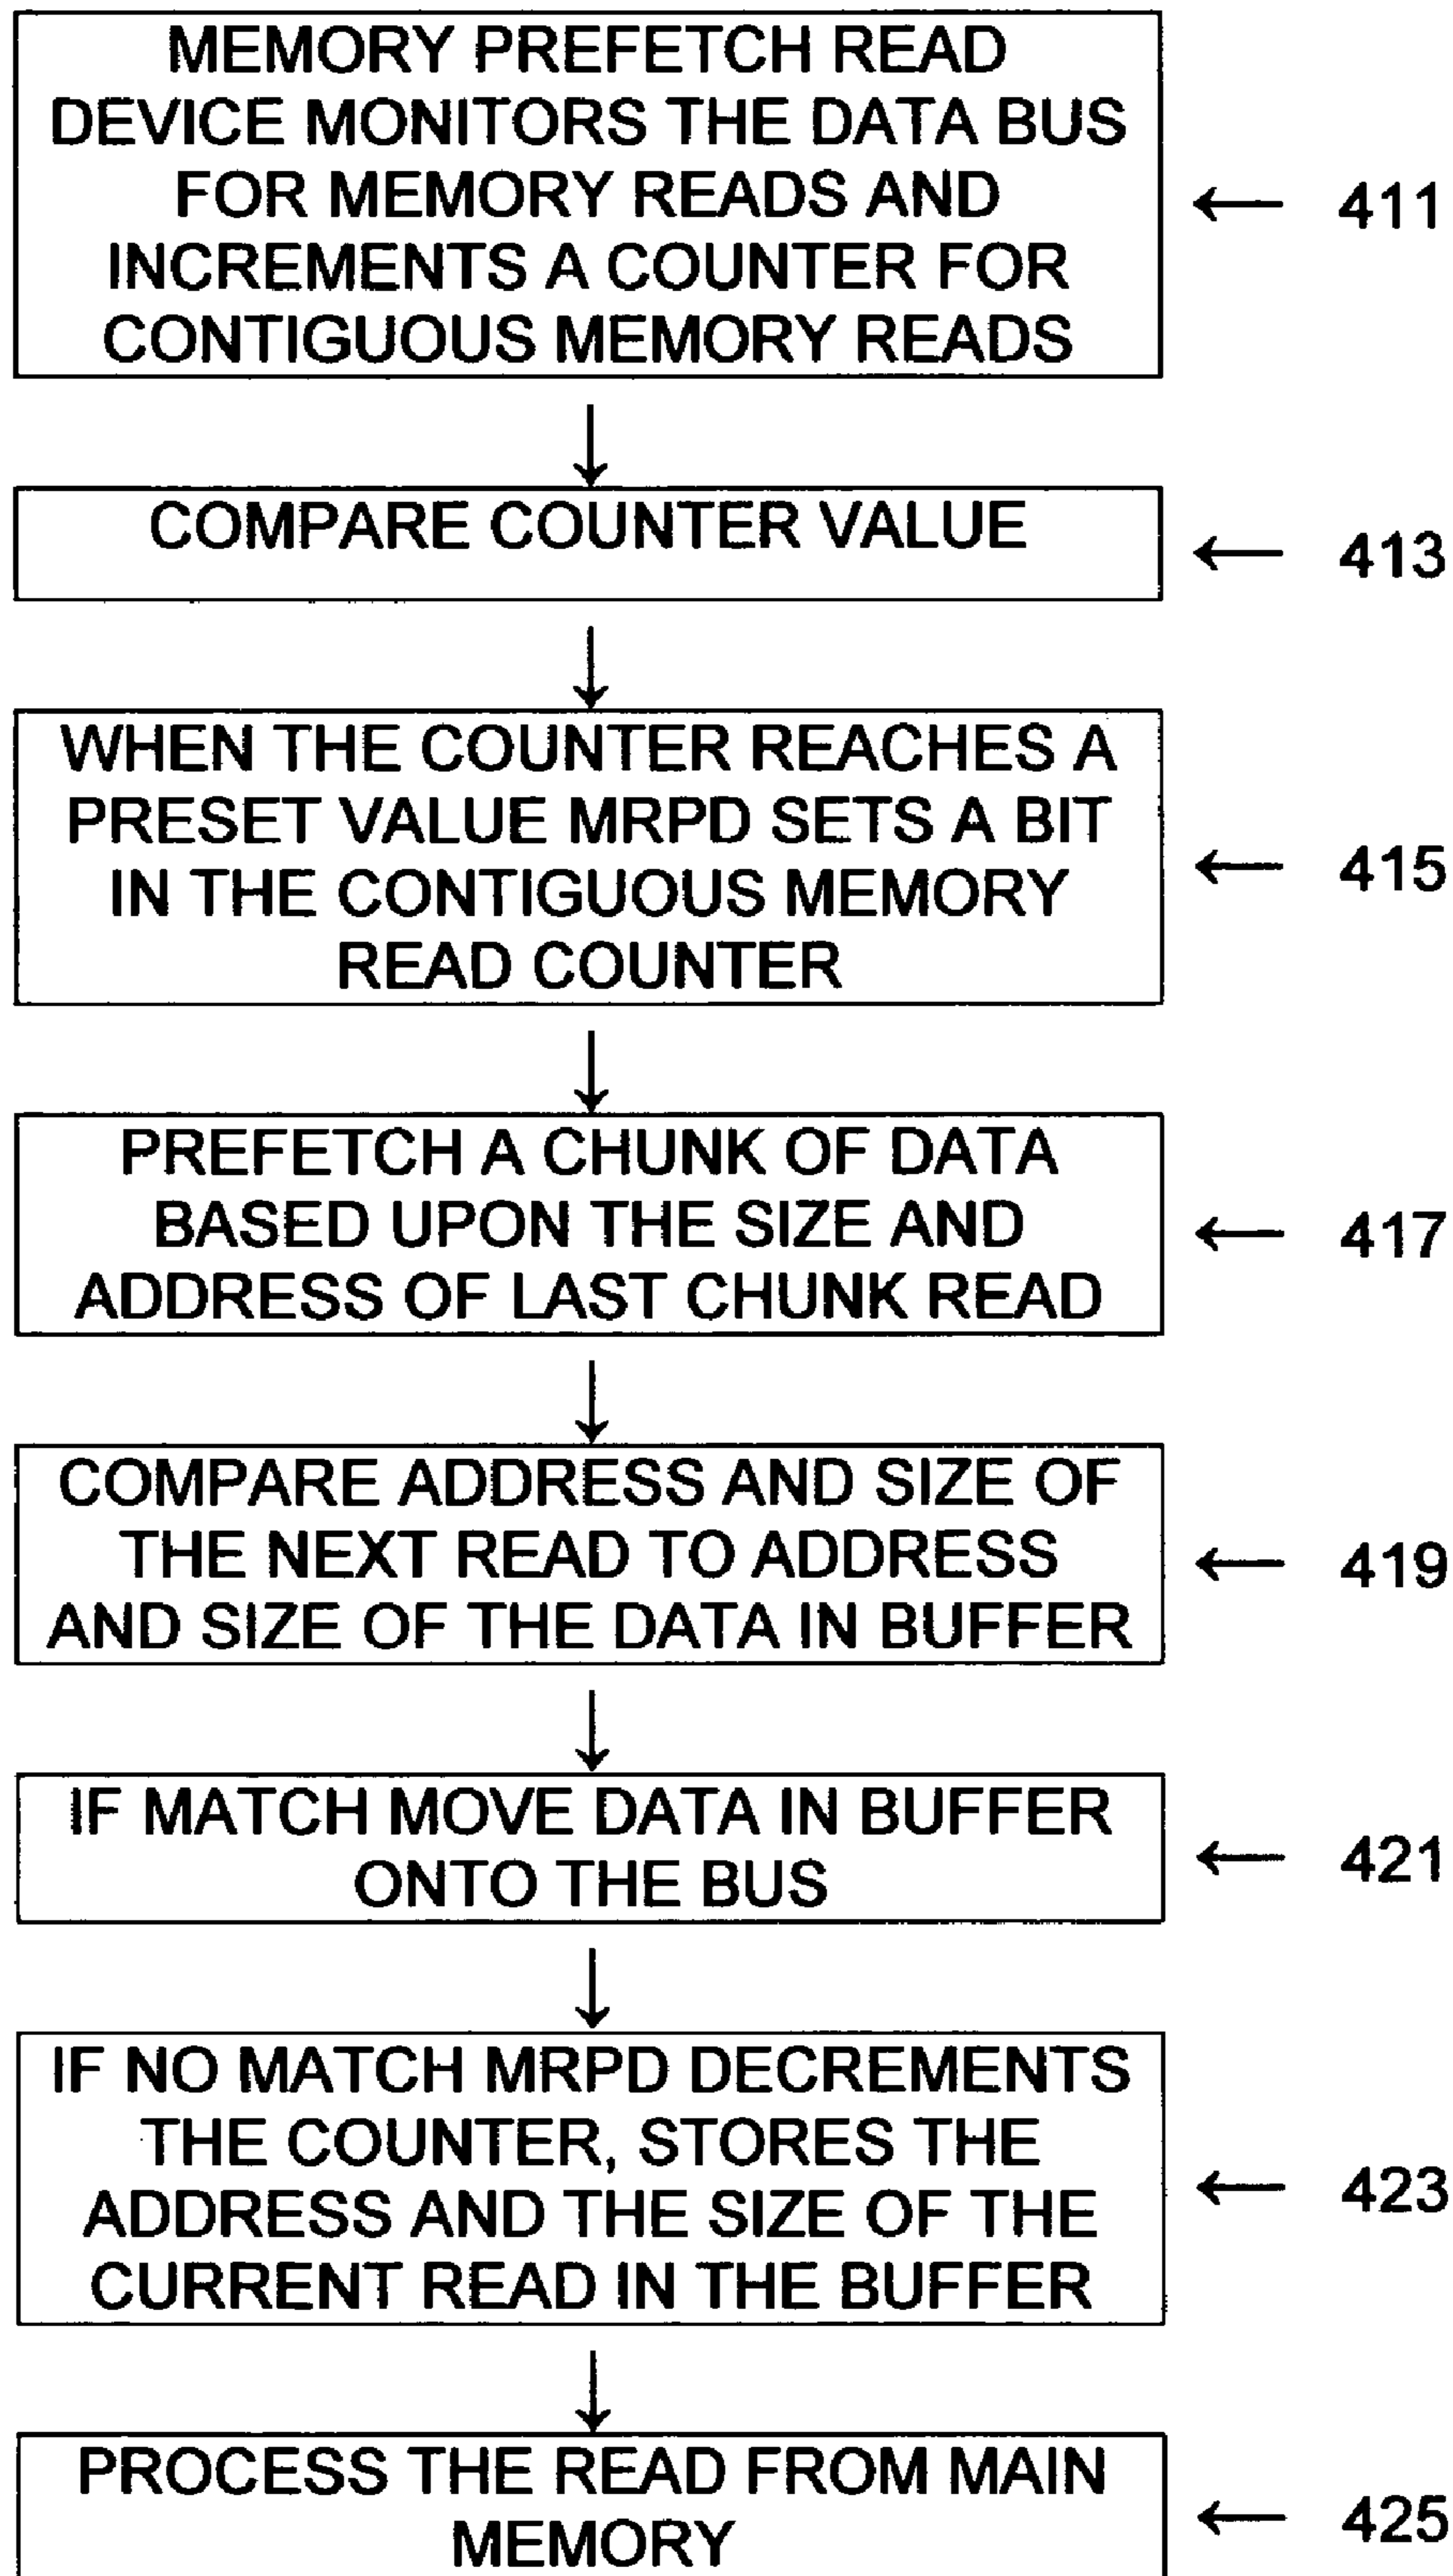 MEMORY PREFETCH READ
DEVICE MONITORS THE DATA BUS
FOR MEMORY READS AND
INCREMENTS A COUNTER FOR
CONTIGUOUS MEMORY READS
411
COMPARE COUNTER VALUE
413
WHEN THE COUNTER REACHES A
PRESET VALUE MRPD SETS A BIT
IN THE CONTIGUOUS MEMORY
READ COUNTER
415
PREFETCH A CHUNK OF DATA
BASED UPON THE SIZE AND
ADDRESS OF LAST CHUNK READ
417
COMPARE ADDRESS AND SIZE OF
THE NEXT READ TO ADDRESS
AND SIZE OF THE DATA IN BUFFER
419
IF MATCH MOVE DATA IN BUFFER
ONTO THE BUS
421
IF NO MATCH MRPD DECREMENTS
THE COUNTER, STORES THE
ADDRESS AND THE SIZE OF THE
CURRENT READ IN THE BUFFER
423
PROCESS THE READ FROM MAIN
MEMORY
425